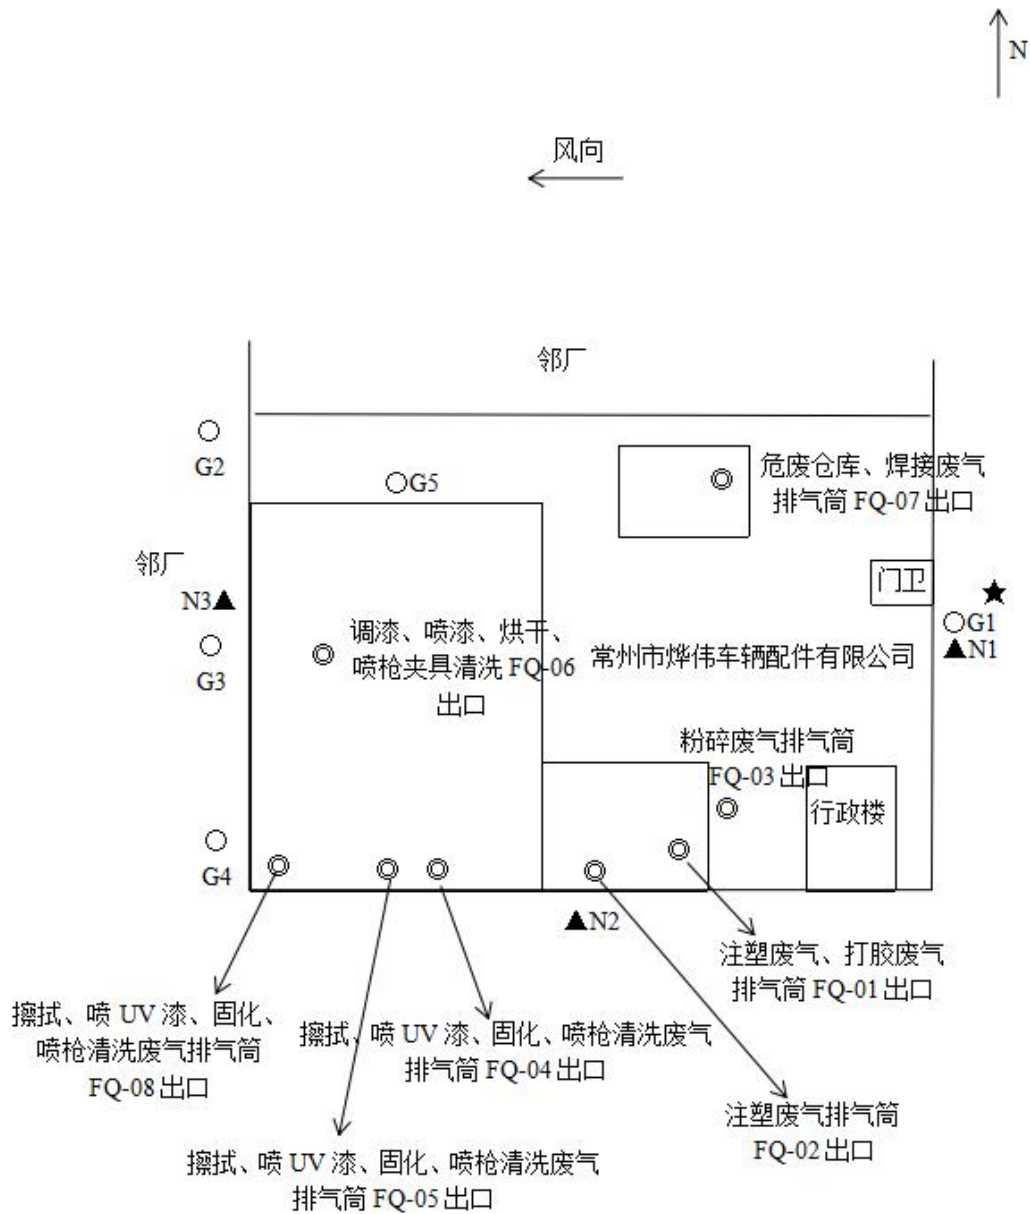 N
风向
邻厂
G2
G5
危废仓库、焊接废气
排气筒 FQ-07 出口
邻厂
门卫
N3▲
★
G1
▲N1
调漆、喷漆、烘干、
喷枪夹具清洗 FQ-06
出口
常州市烨伟车辆配件有限公司
G3
粉碎废气排气筒
FQ-03 出口
行政楼
G4
▲N2
注塑废气、打胶废气
排气筒 FQ-01 出口
擦拭、喷 UV 漆、固化、
喷枪清洗废气排气筒
FQ-08 出口
擦拭、喷 UV 漆、固化、喷枪清洗废气
排气筒 FQ-04 出口
注塑废气排气筒
FQ-02 出口
擦拭、喷 UV 漆、固化、喷枪清洗废气
排气筒 FQ-05 出口